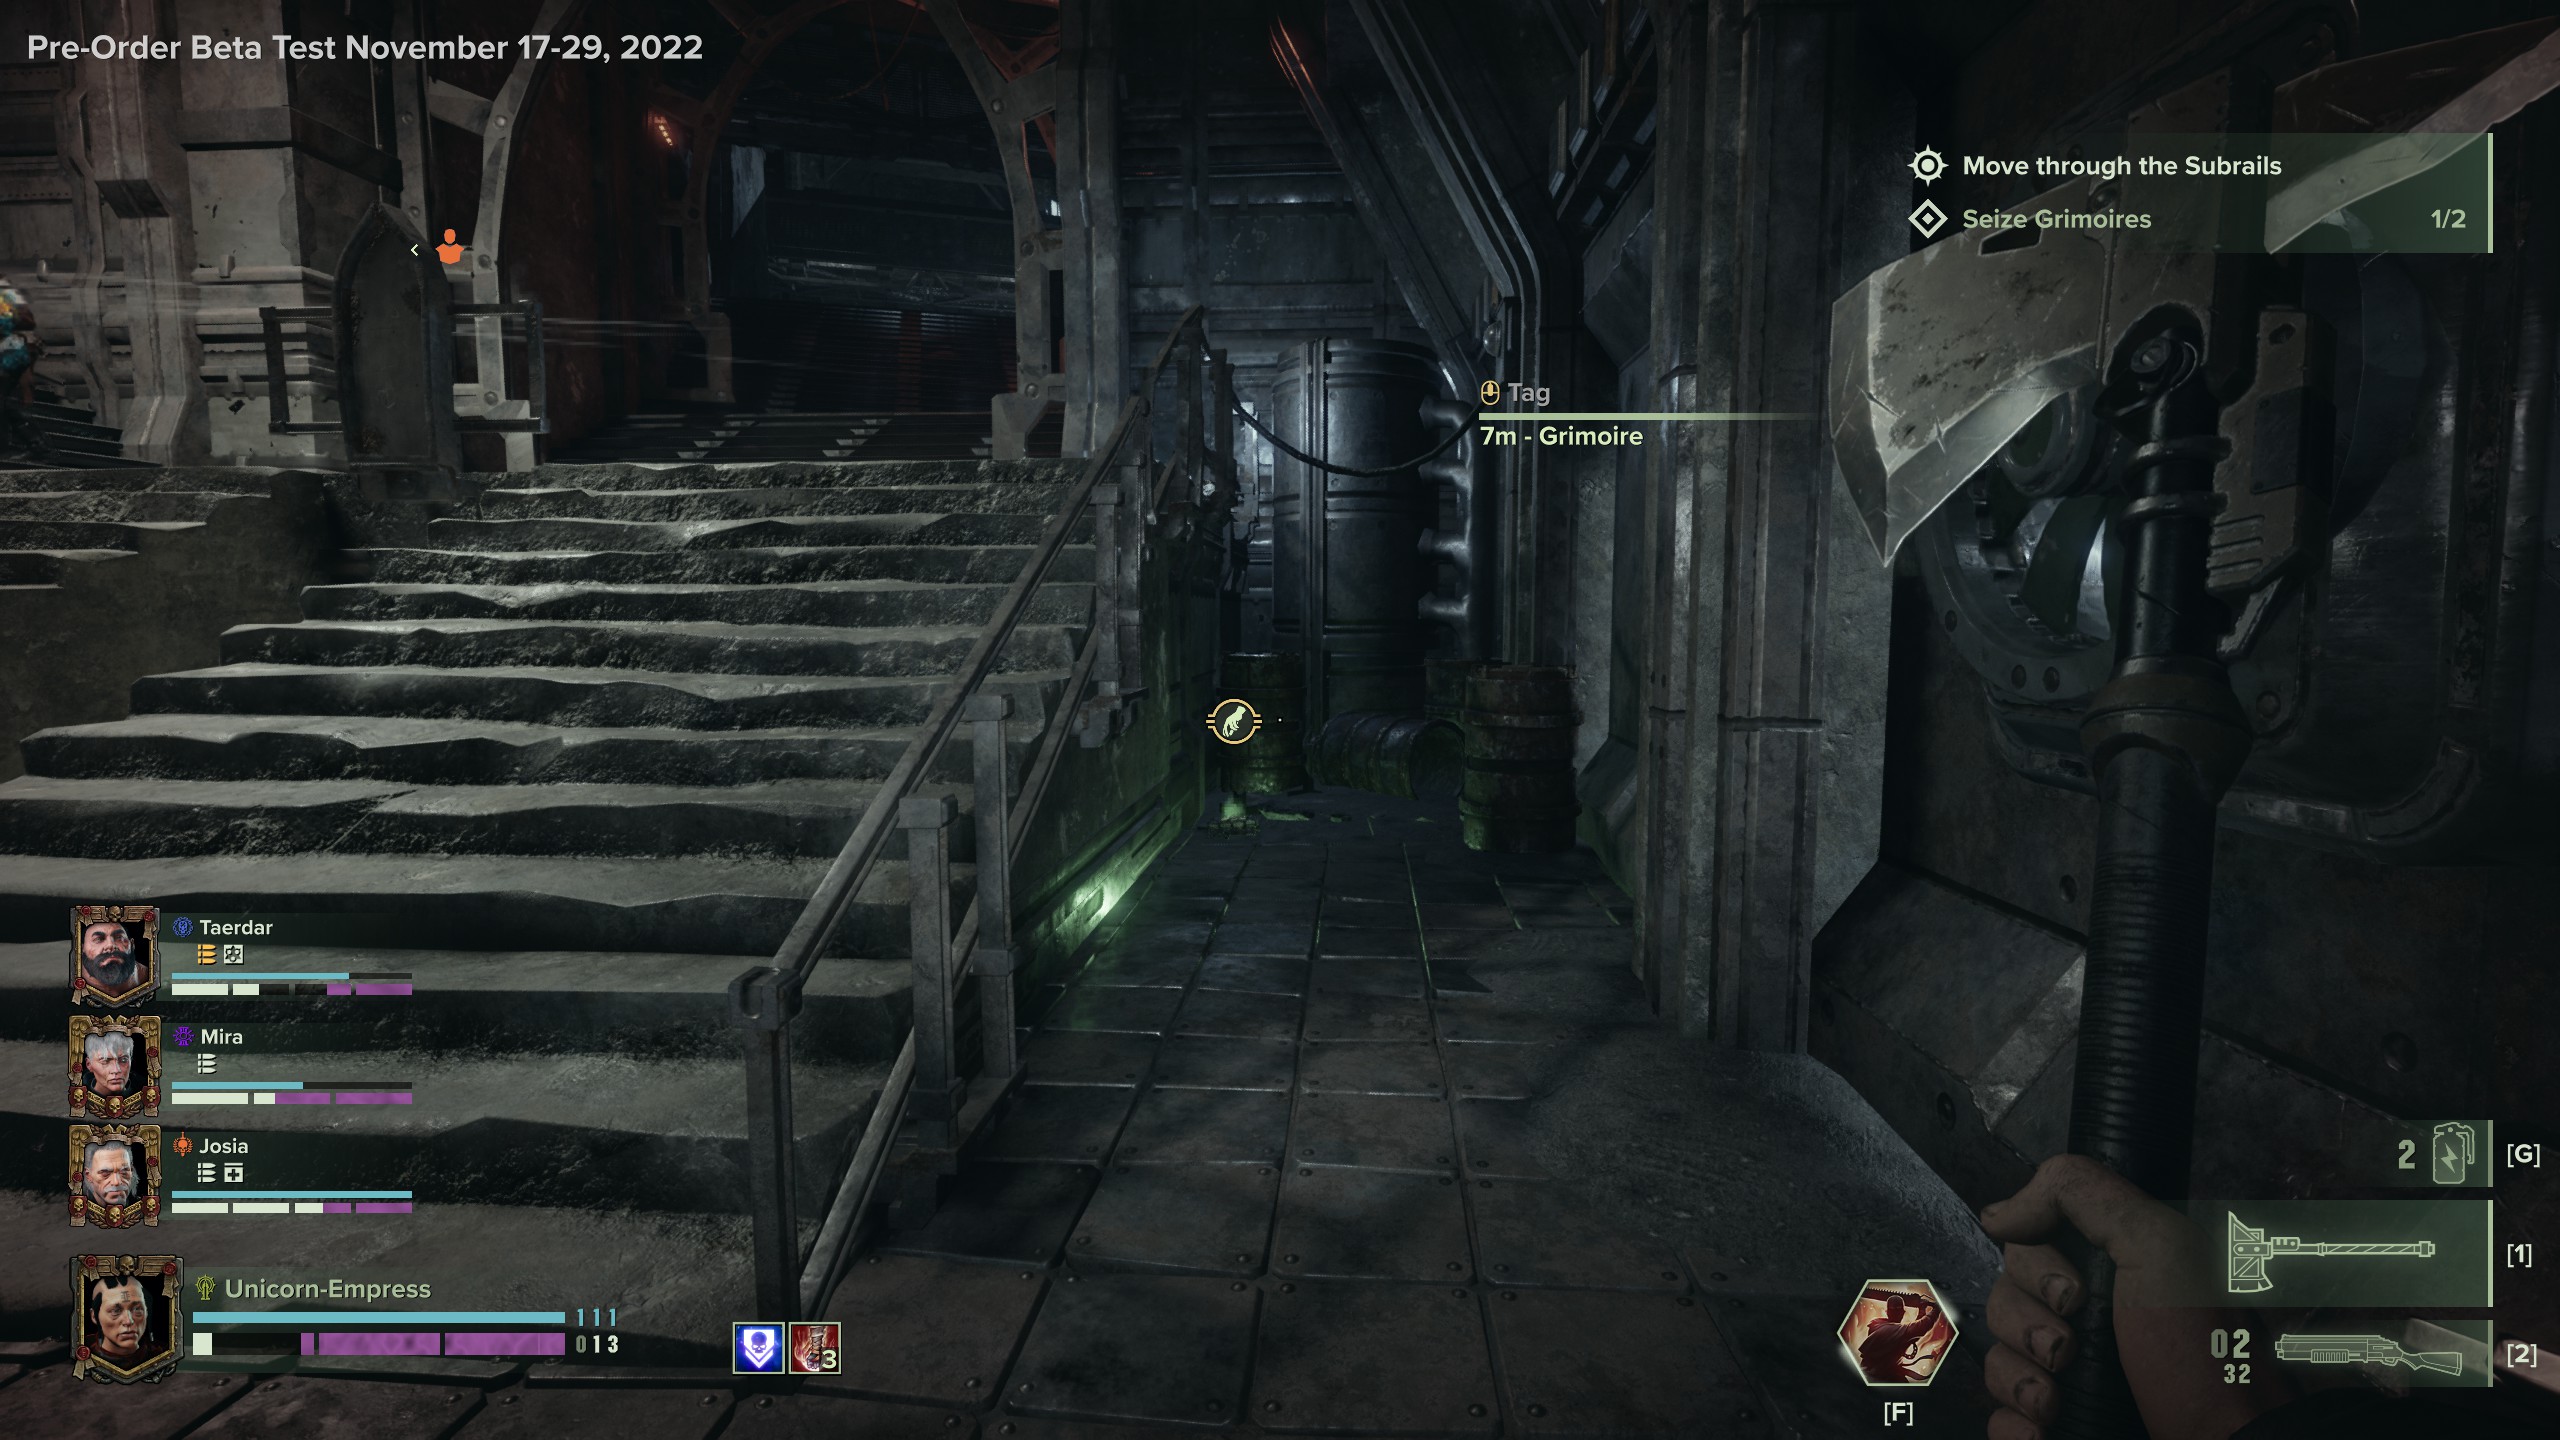 Pre-Order Beta Test November 17-29, 2022
Move through the Subrails
Seize Grimoires 1/2
Tag
7m - Grimoire
Taerdar
Mira
Josia
Unicorn-Empress
111
013
3
[F]
2 [G]
[1]
02
32
[2]